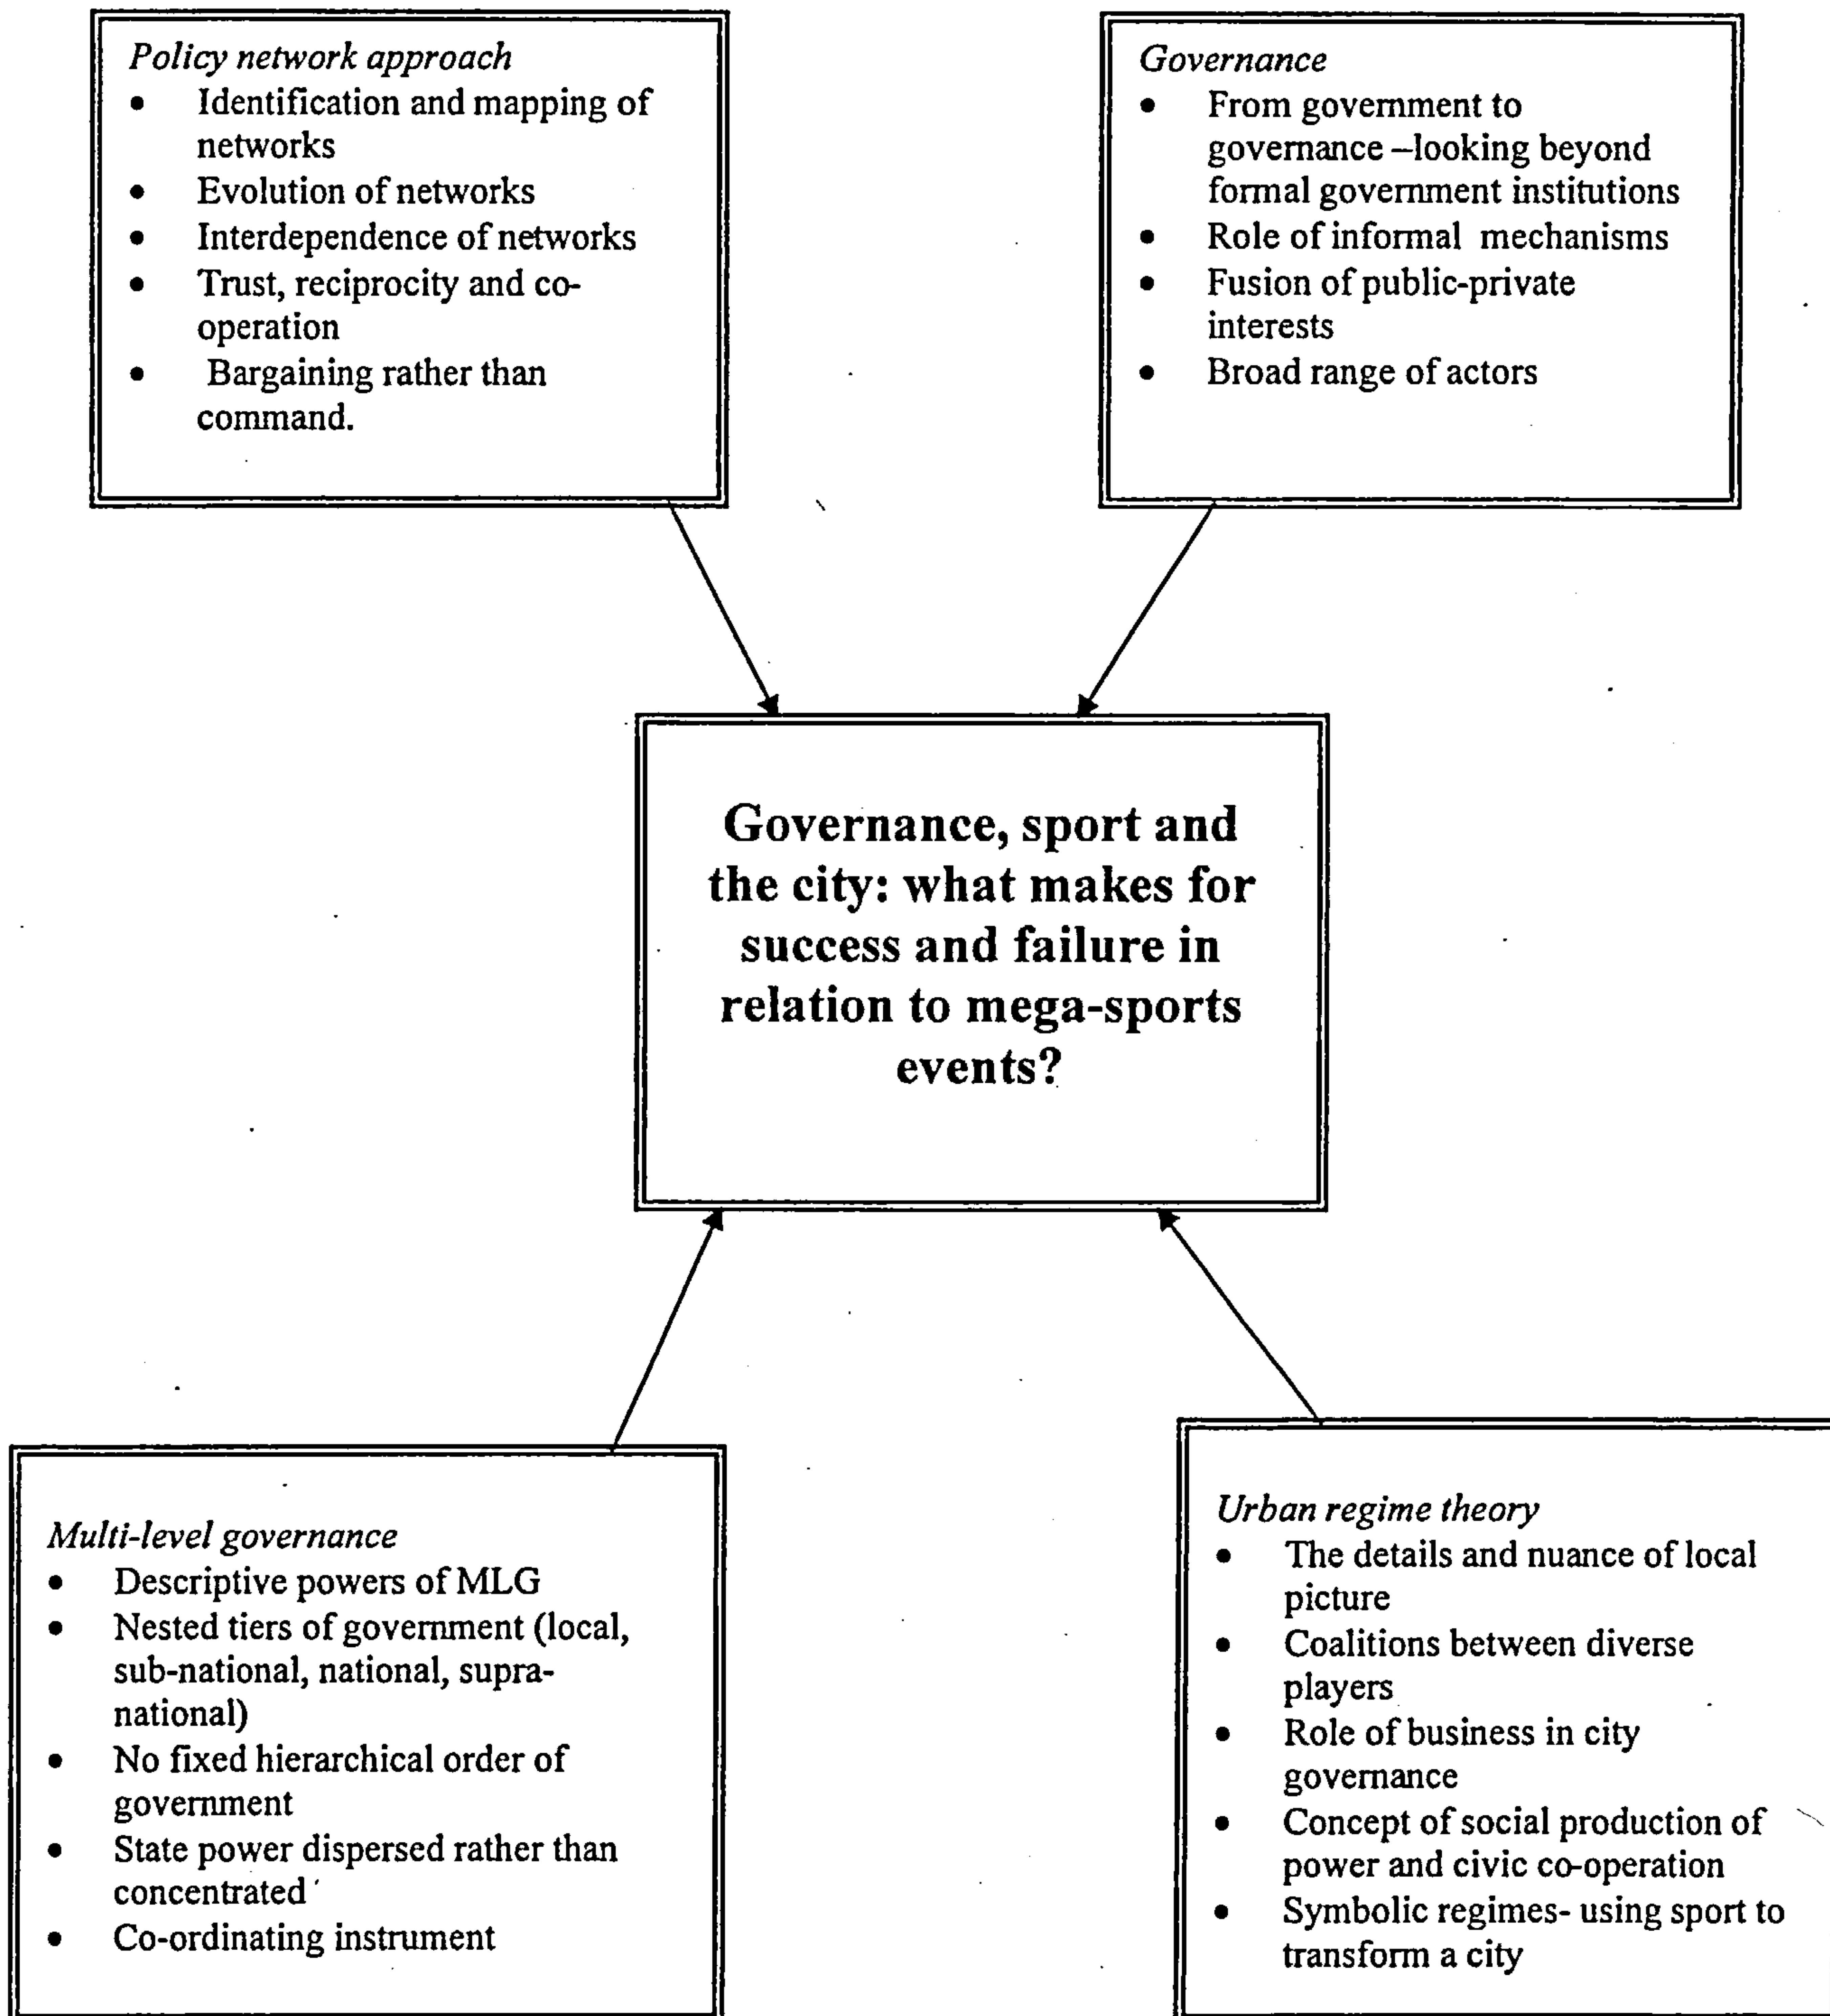 Policy network approach
• Identification and mapping of
networks
• Evolution of networks
• Interdependence of networks
• Trust, reciprocity and co-
operation
• Bargaining rather than
command.
Governance
• From government to
governance –looking beyond
formal government institutions
• Role of informal mechanisms
• Fusion of public-private
interests
• Broad range of actors
Governance, sport and
the city: what makes for
success and failure in
relation to mega-sports
events?
Multi-level governance
• Descriptive powers of MLG
• Nested tiers of government (local,
sub-national, national, supra-
national)
• No fixed hierarchical order of
government
• State power dispersed rather than
concentrated
• Co-ordinating instrument
Urban regime theory
• The details and nuance of local
picture
• Coalitions between diverse
players
• Role of business in city
governance
• Concept of social production of
power and civic co-operation
• Symbolic regimes- using sport to
transform a city